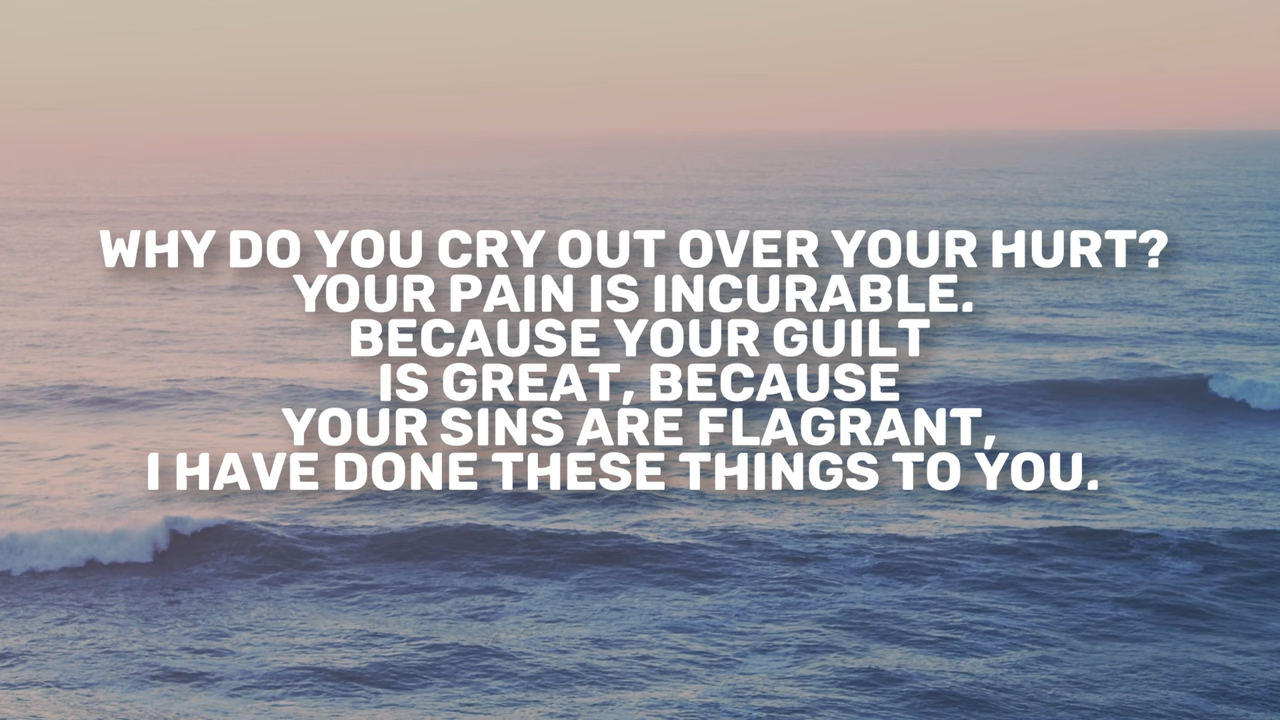 WHY DO YOU CRY OUT OVER YOUR HURT?
YOUR PAIN IS INCURABLE.
BECAUSE YOUR GUILT
IS GREAT, BECAUSE
YOUR SINS ARE FLAGRANT,
I HAVE DONE THESE THINGS TO YOU.